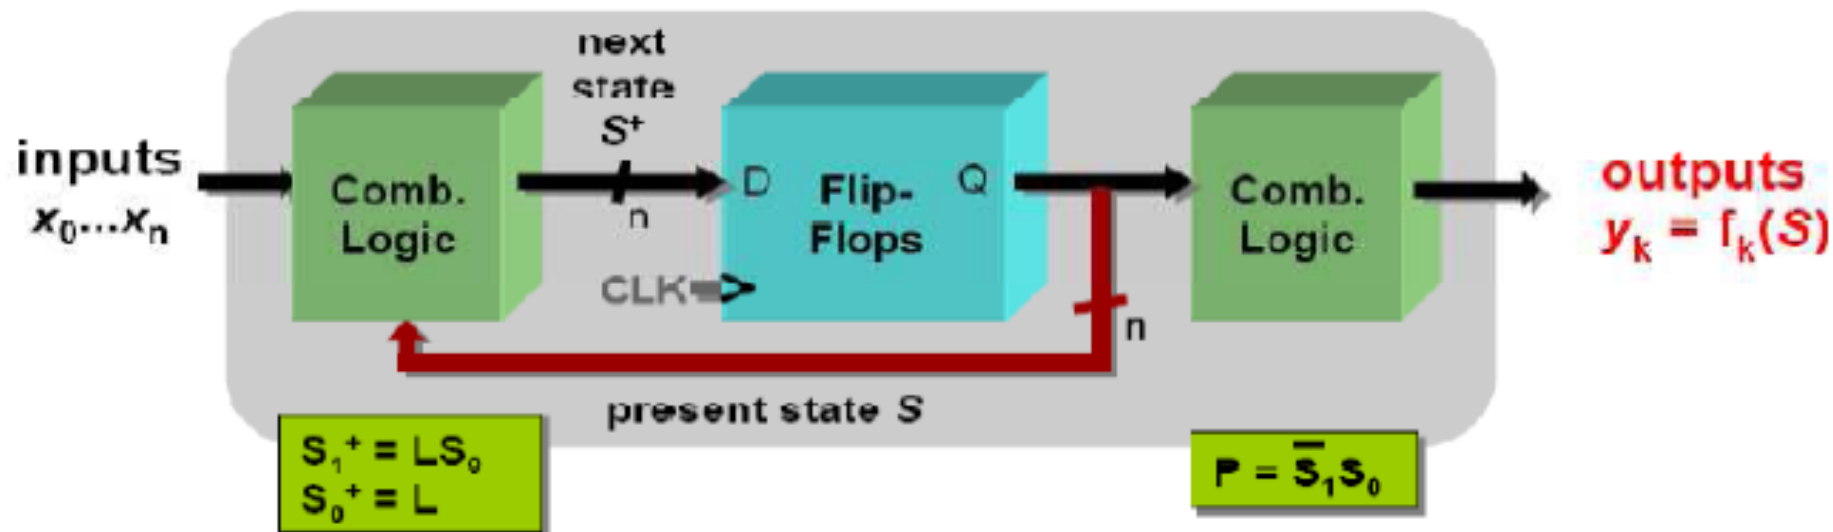 next
state
S⁺
inputs
x₀...xₙ
Comb.
Logic
n
D
Flip-
Flops
Q
CLK
Comb.
Logic
n
outputs
yₖ = fₖ(S)
present state S
S₁⁺ = LS₀
S₀⁺ = L
P = S̅₁S₀